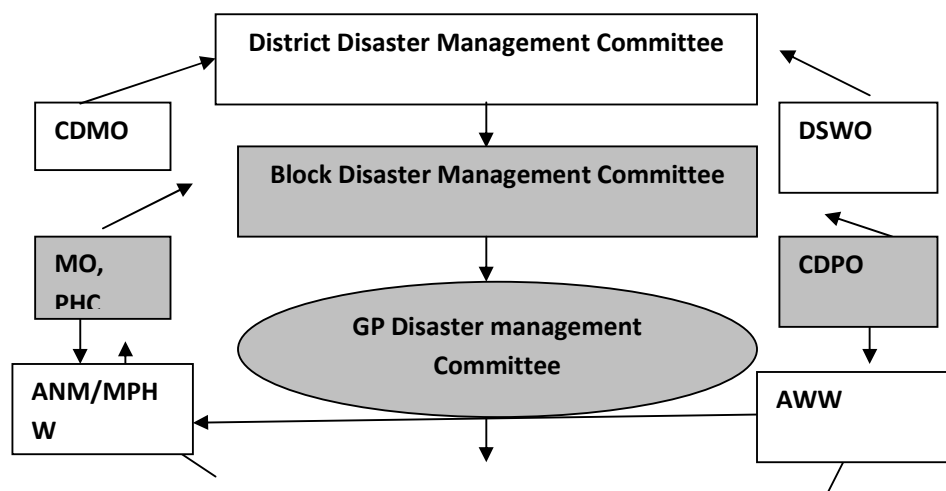 District Disaster Management Committee
CDMO
DSWO
Block Disaster Management Committee
MO,
PHC
CDPO
GP Disaster management
Committee
ANM/MPH
W
AWW